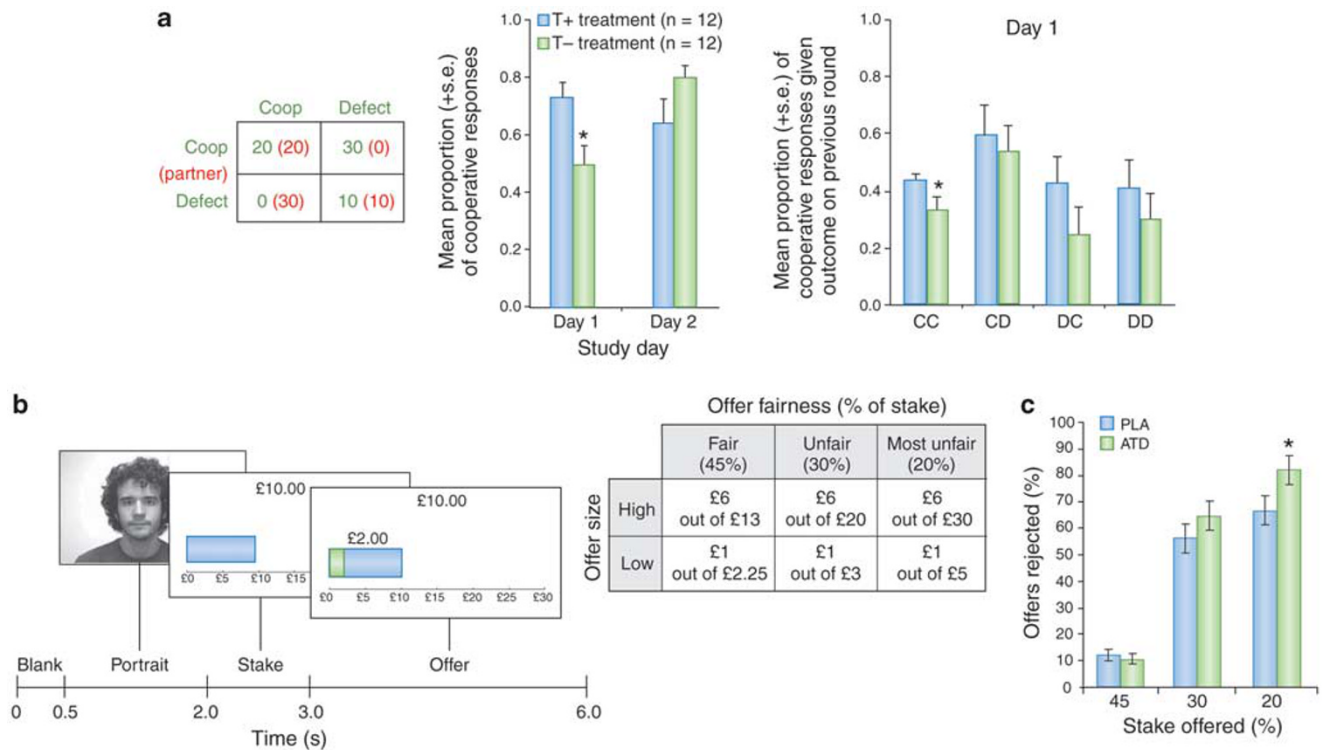 a
Coop Defect
Coop 20 (20) 30 (0)
(partner)
Defect 0 (30) 10 (10)
Mean proportion (+s.e.)
of cooperative responses
1.0
0.8
0.6
0.4
0.2
0.0
T+ treatment (n = 12)
T– treatment (n = 12)
*
Day 1 Day 2
Study day
Mean proportion (+s.e.) of
cooperative responses given
outcome on previous round
Day 1
1.0
0.8
0.6
0.4
0.2
0.0
*
CC CD DC DD
b
£10.00
£0 £5 £10 £15
£10.00
£2.00
£0 £5 £10 £15 £20 £25 £30
Blank Portrait Stake Offer
0 0.5 2.0 3.0 6.0
Time (s)
Offer fairness (% of stake)
Offer size
Fair Unfair Most unfair
(45%) (30%) (20%)
High £6 £6 £6
out of £13 out of £20 out of £30
Low £1 £1 £1
out of £2.25 out of £3 out of £5
c
Offers rejected (%)
100
90
80
70
60
50
40
30
20
10
0
PLA
ATD
*
45 30 20
Stake offered (%)